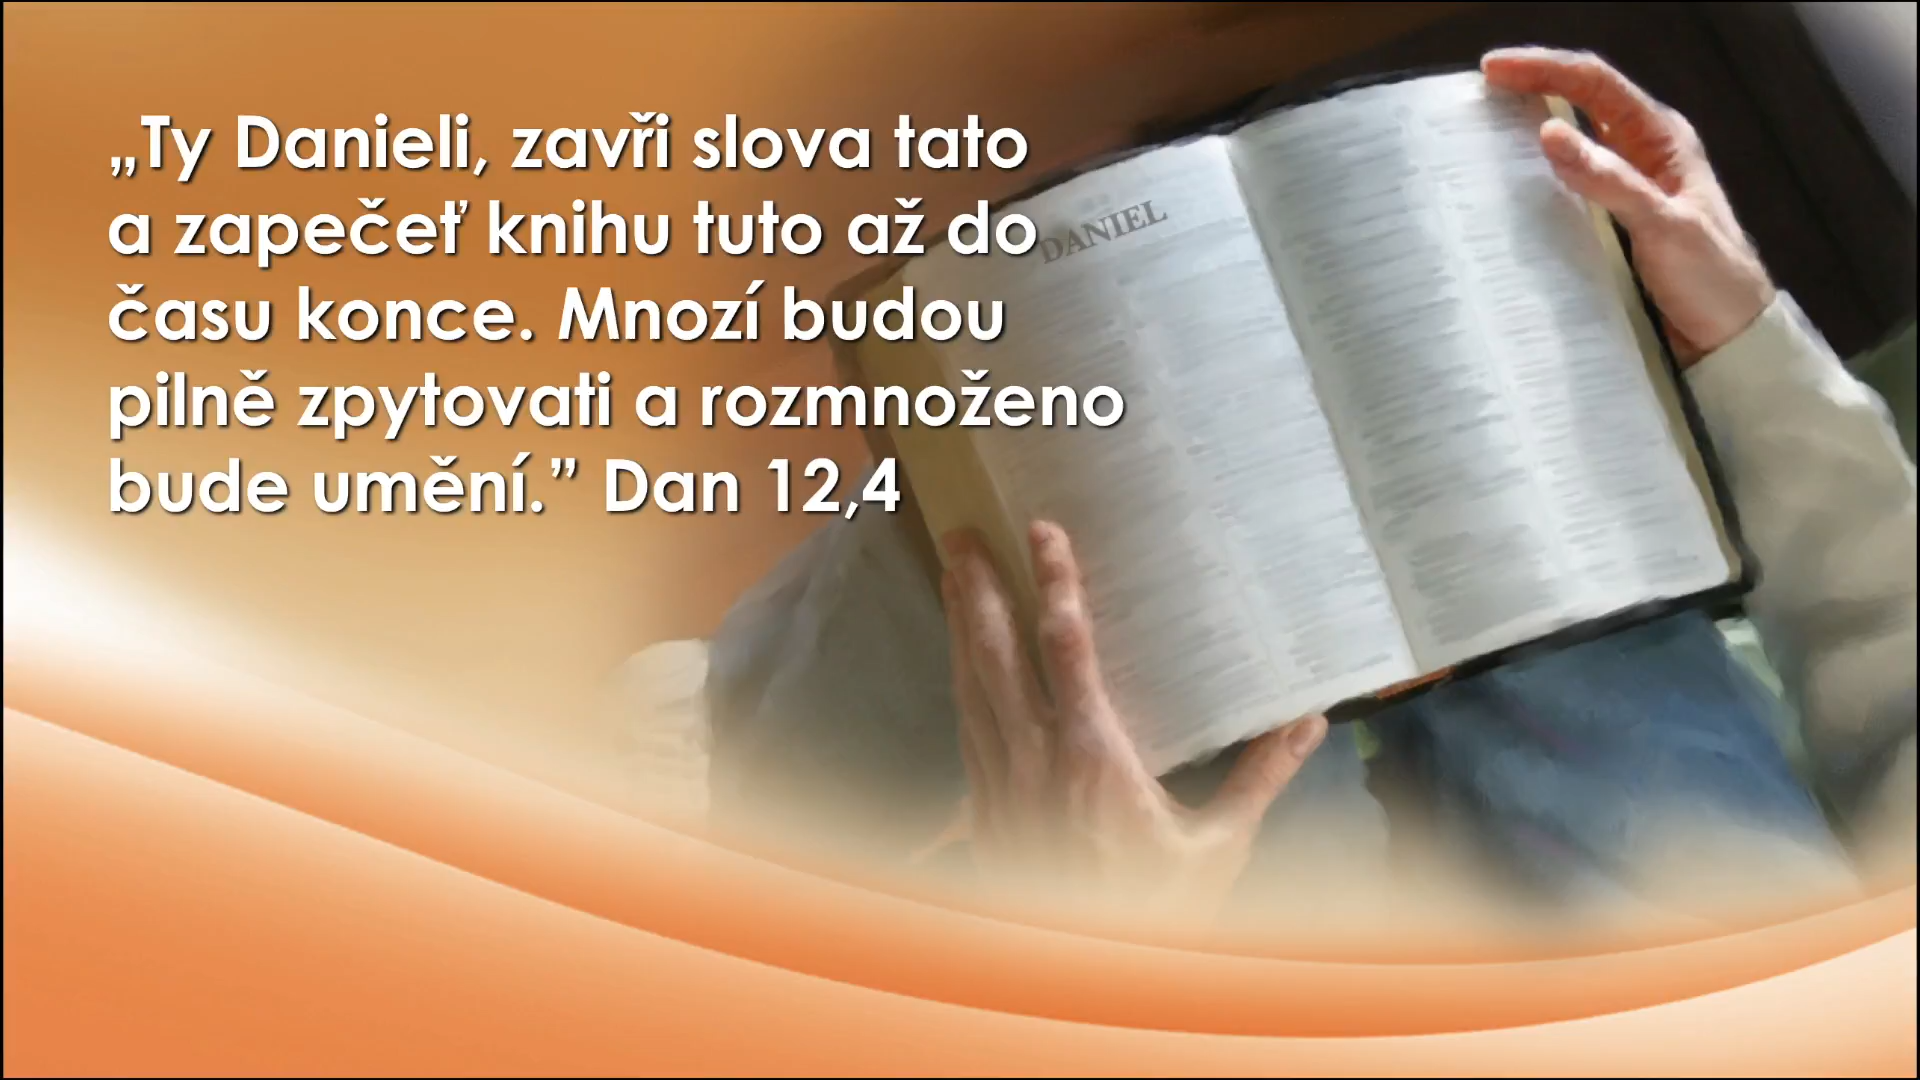 „Ty Danieli, zavři slova tato
a zapečeť knihu tuto až do
času konce. Mnozí budou
pilně zpytovati a rozmnoženo
bude umění.” Dan 12,4
DANIEL